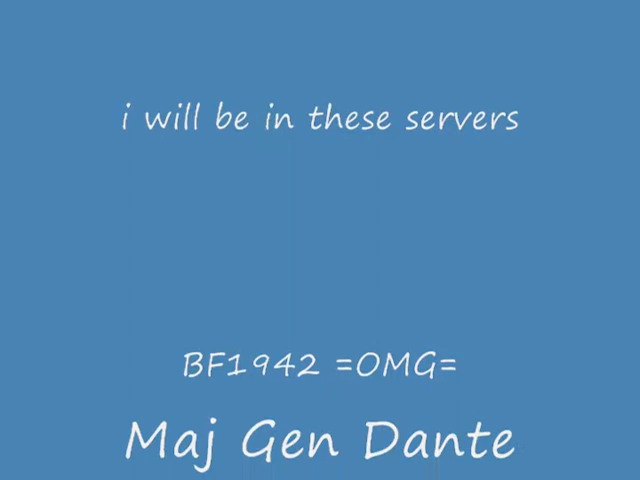 i will be in these servers
BF1942 =OMG=
Maj Gen Dante